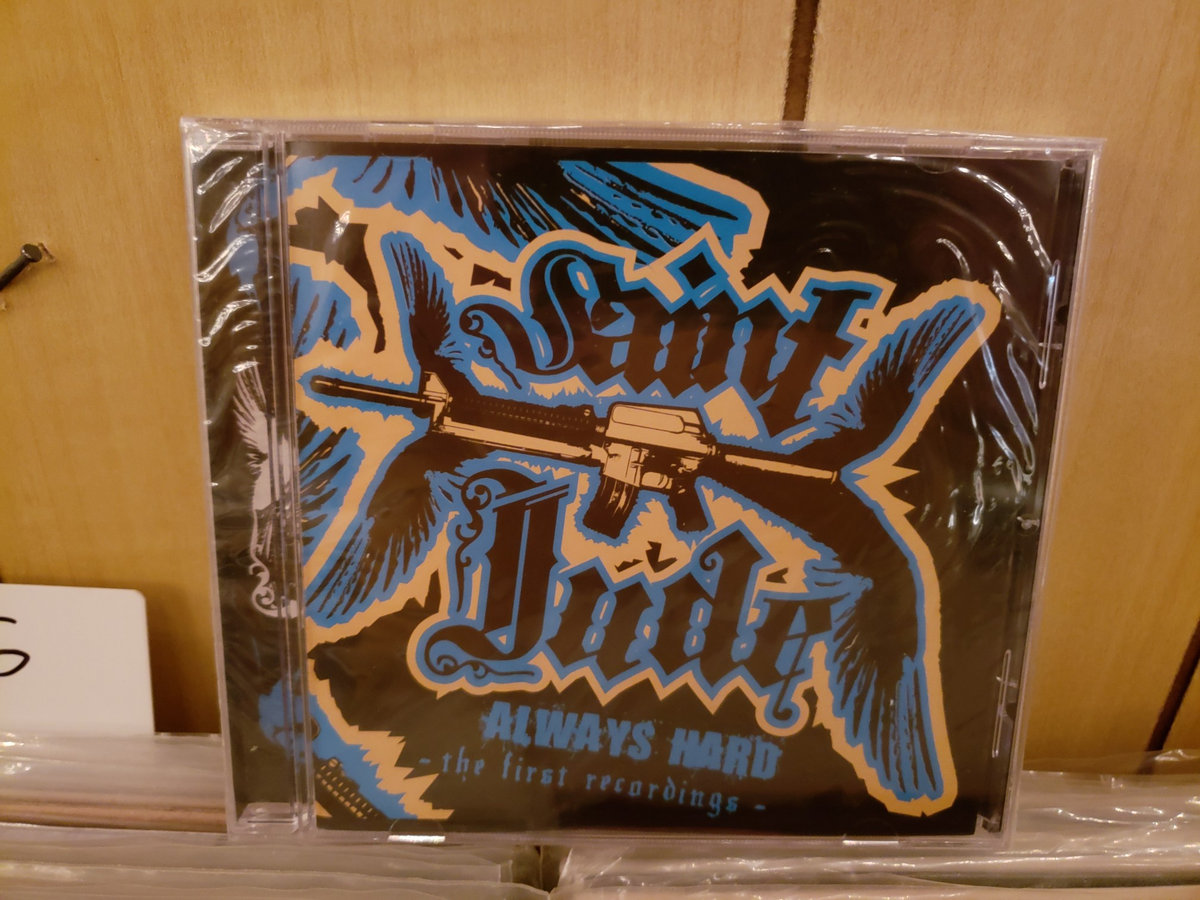 Saint
Jude
ALWAYS HARD
- the first recordings -